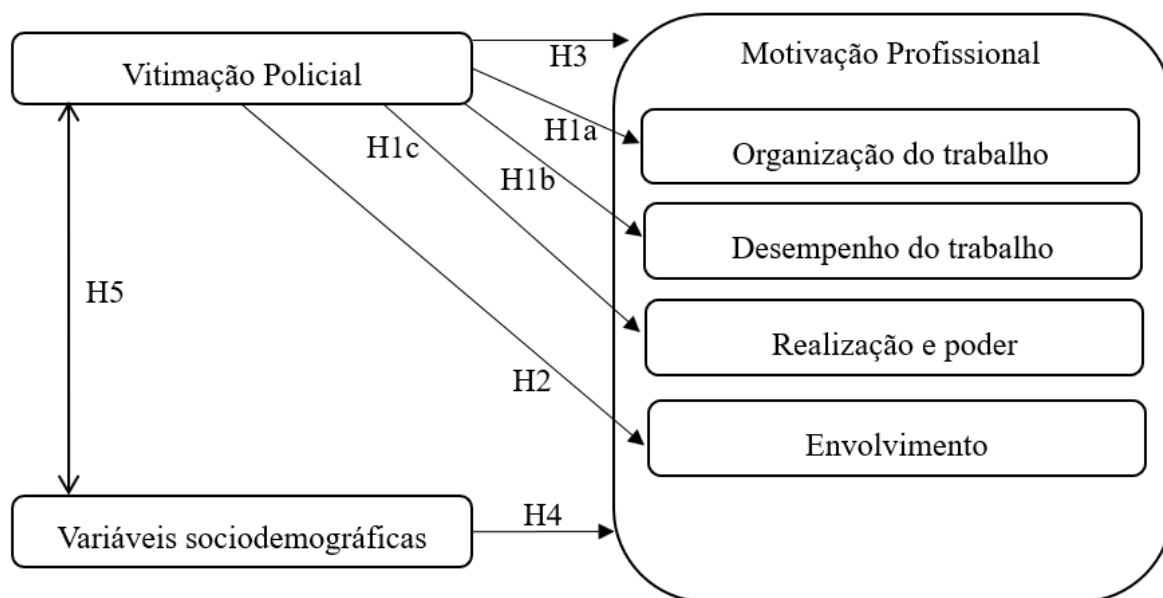 Vitimação Policial
H3
Motivação Profissional
H1a
Organização do trabalho
H1c
H1b
Desempenho do trabalho
H5
Realização e poder
H2
Envolvimento
H4
Variáveis sociodemográficas